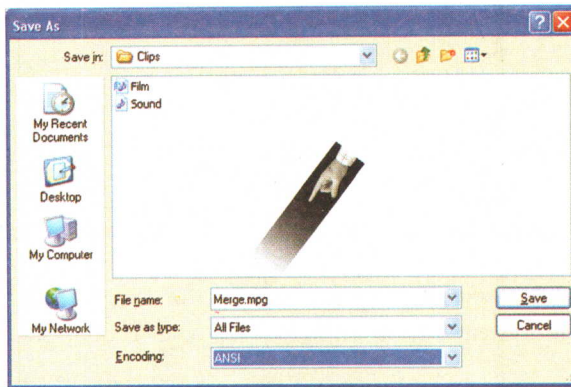 Save As
Save in:
Clips
Film
Sound
My Recent
Documents
Desktop
My Computer
My Network
File name:
Merge.mpg
Save
Save as type:
All Files
Cancel
Encoding:
ANSI